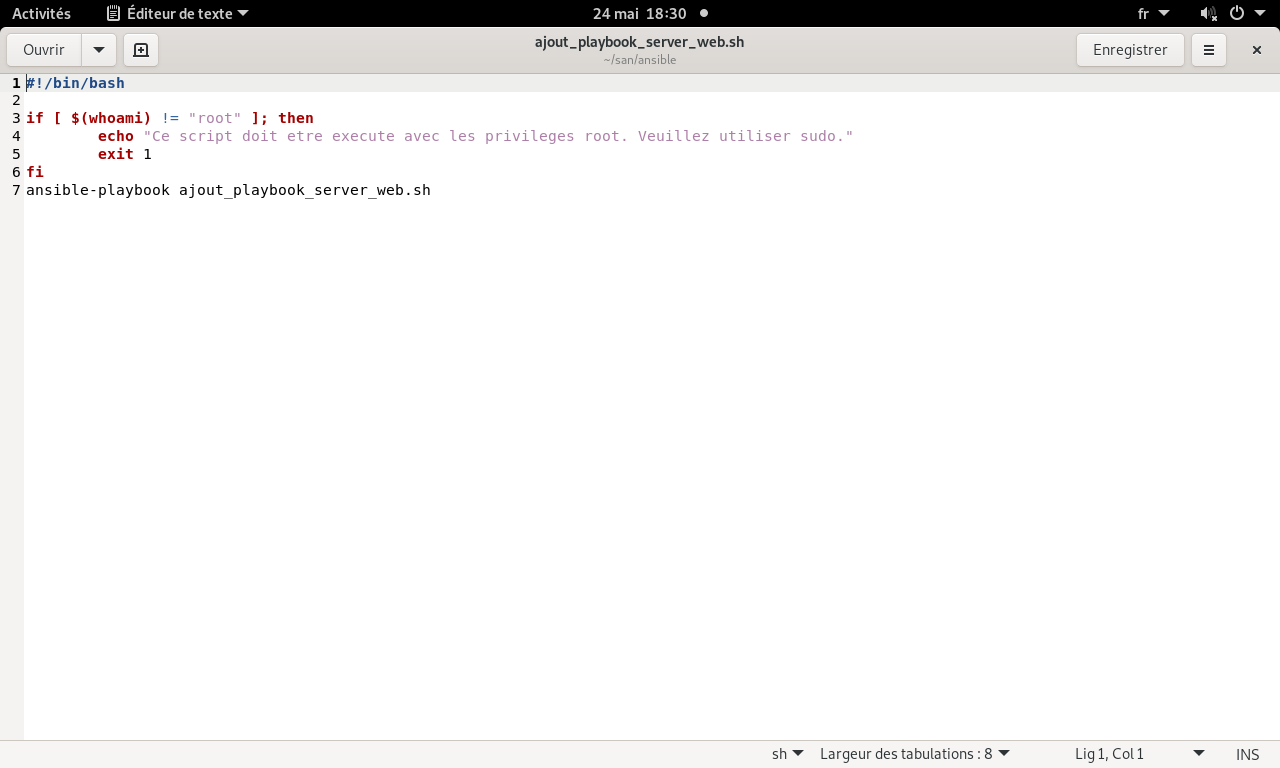 Activités Éditeur de texte 24 mai 18:30 fr
Ouvrir ajout_playbook_server_web.sh Enregistrer
~/san/ansible
1 #!/bin/bash
2
3 if [ $(whoami) != "root" ]; then
4         echo "Ce script doit etre execute avec les privileges root. Veuillez utiliser sudo."
5         exit 1
6 fi
7 ansible-playbook ajout_playbook_server_web.sh
sh Largeur des tabulations : 8 Lig 1, Col 1 INS